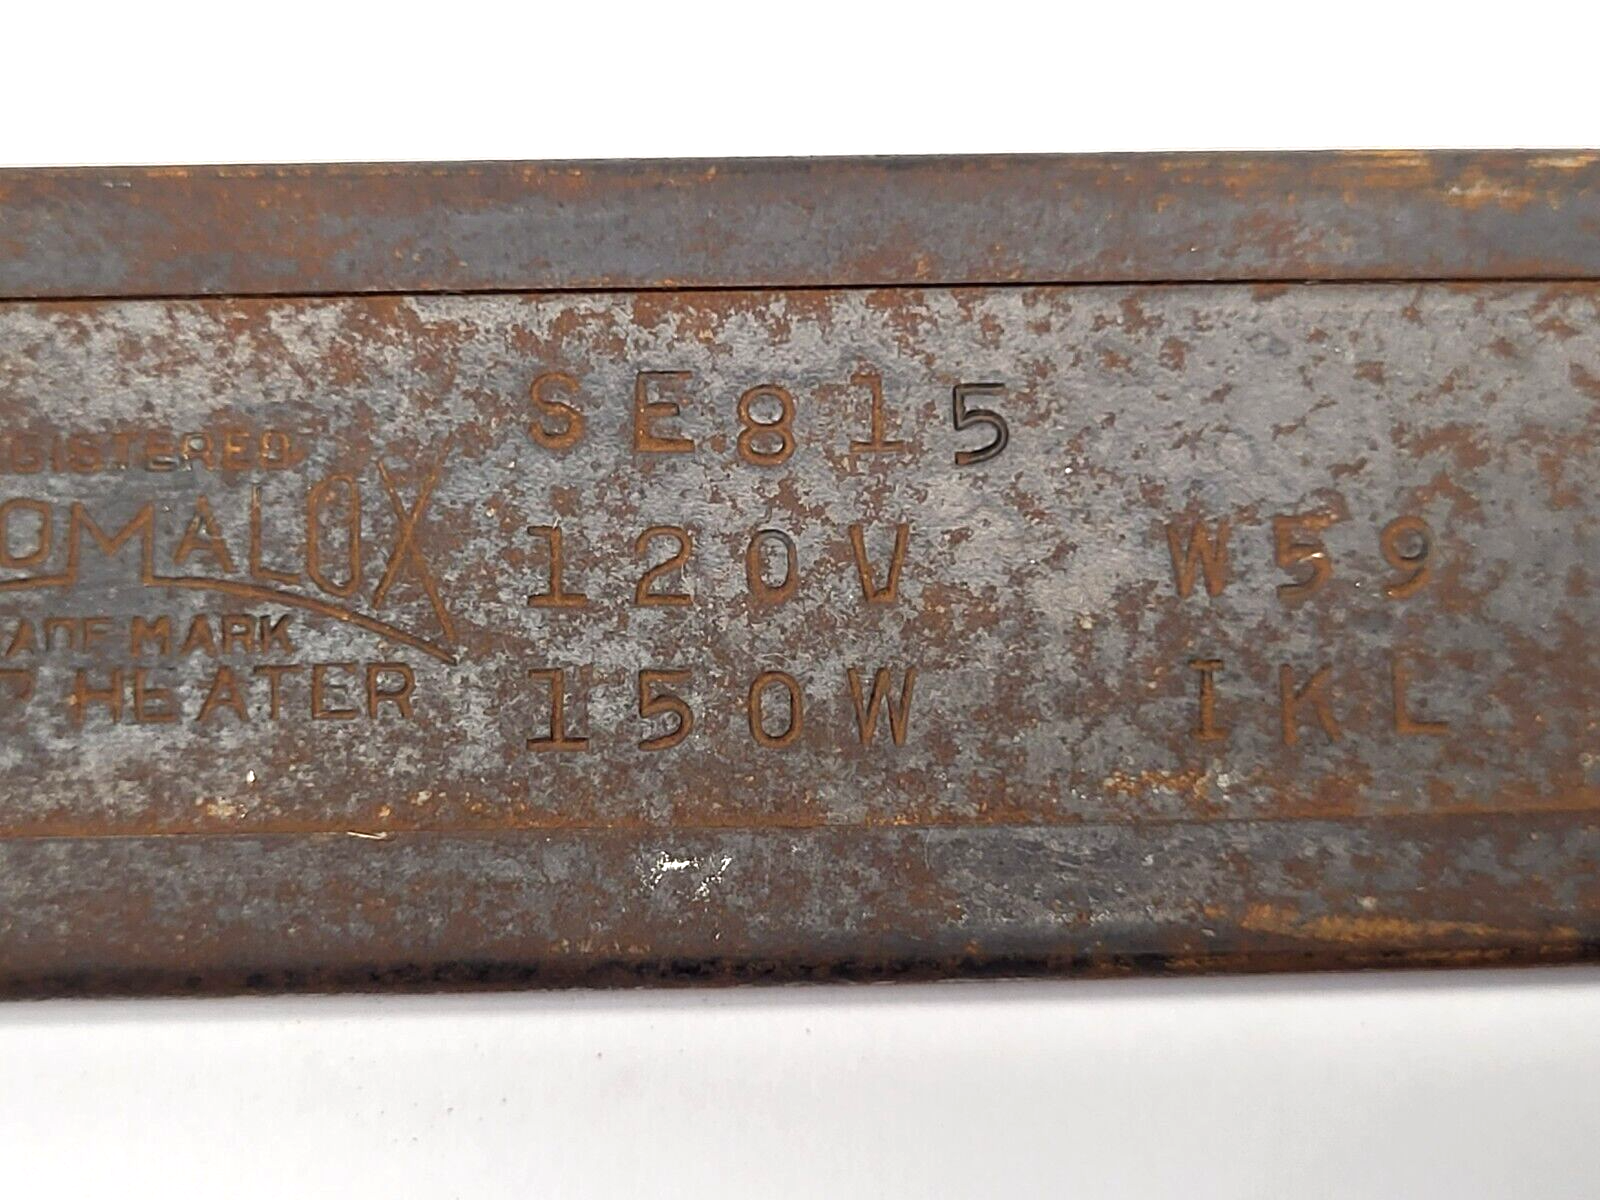 GISTERED
OMALOX
ADE MARK
HEATER
SE815
120V W59
150W IKL